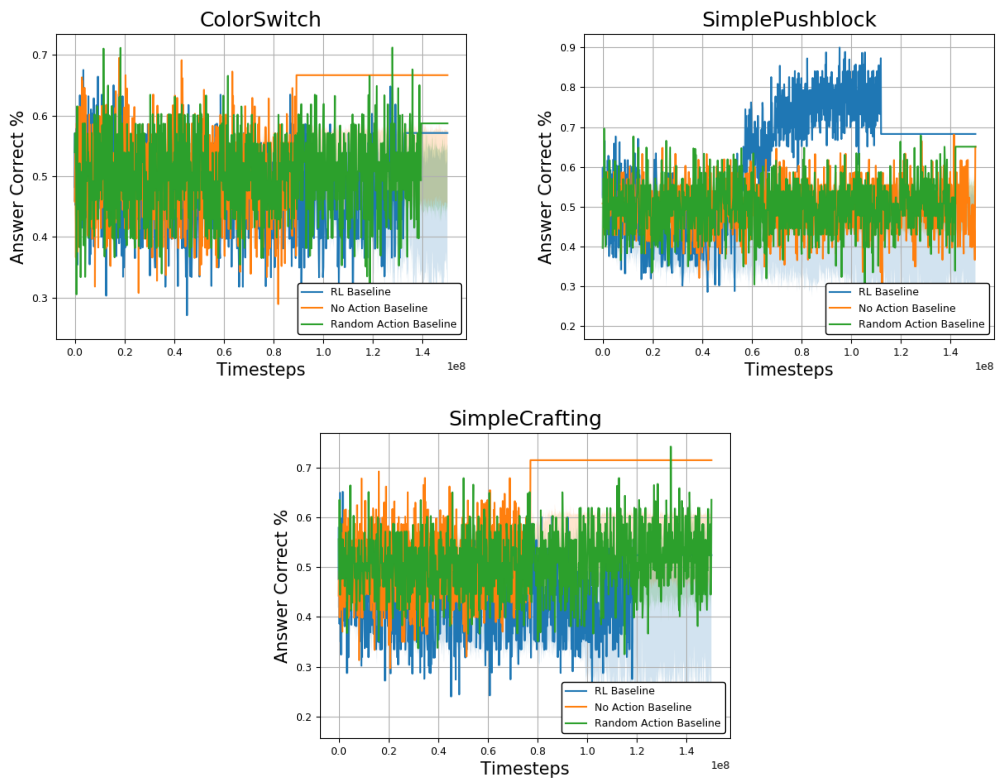 ColorSwitch
Answer Correct %
0.7
0.6
0.5
0.4
0.3
0.0 0.2 0.4 0.6 0.8 1.0 1.2 1.4
1e8
Timesteps
RL Baseline
No Action Baseline
Random Action Baseline
SimplePushblock
Answer Correct %
0.9
0.8
0.7
0.6
0.5
0.4
0.3
0.2
0.0 0.2 0.4 0.6 0.8 1.0 1.2 1.4
1e8
Timesteps
RL Baseline
No Action Baseline
Random Action Baseline
SimpleCrafting
Answer Correct %
0.7
0.6
0.5
0.4
0.3
0.2
0.0 0.2 0.4 0.6 0.8 1.0 1.2 1.4
1e8
Timesteps
RL Baseline
No Action Baseline
Random Action Baseline